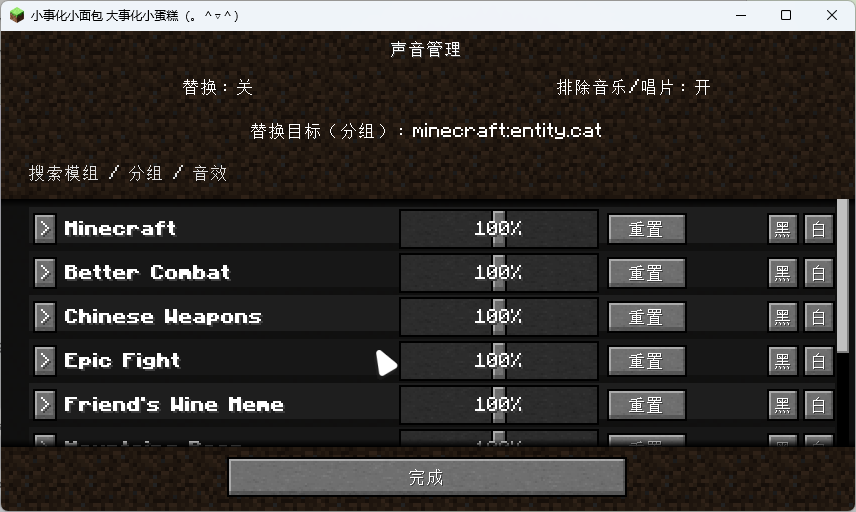 小事化小面包 大事化小蛋糕（。＾▽＾）
声音管理
替换：关 排除音乐/唱片：开
替换目标（分组）：minecraft:entity.cat
搜索模组 / 分组 / 音效
> Minecraft 100% 重置 黑 白
> Better Combat 100% 重置 黑 白
> Chinese Weapons 100% 重置 黑 白
> Epic Fight 100% 重置 黑 白
> Friend's Wine Meme 100% 重置 黑 白
完成